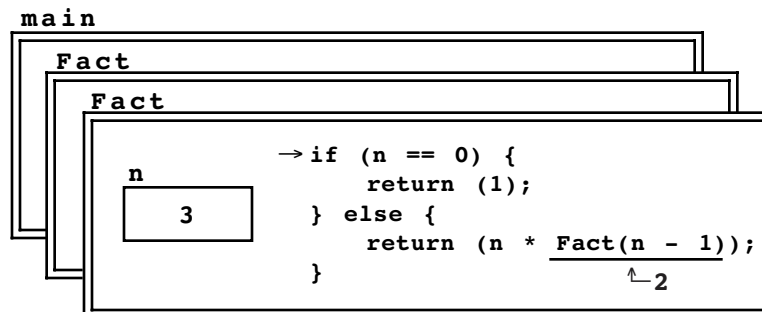 main
Fact
Fact
→ if (n == 0) {
n
return (1);
3
} else {
return (n * Fact(n - 1));
}
2